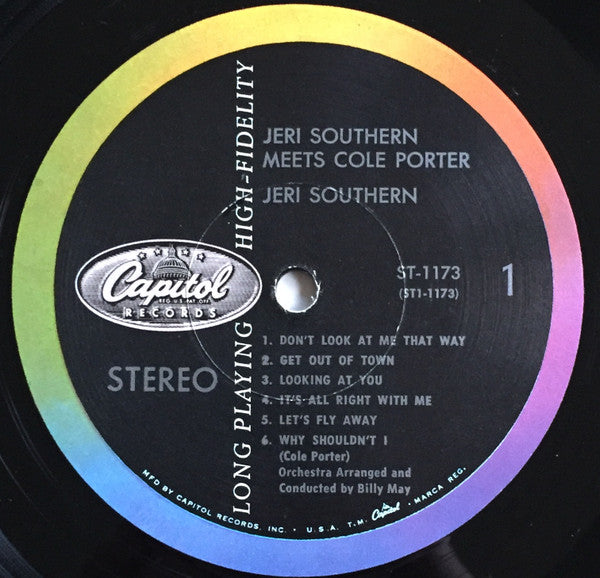 JERI SOUTHERN
MEETS COLE PORTER
JERI SOUTHERN
LONG PLAYING HIGH-FIDELITY
Capitol
REG. U.S. PAT. OFF.
RECORDS
STEREO
ST-1173
(ST1-1173)
1
1. DON'T LOOK AT ME THAT WAY
2. GET OUT OF TOWN
3. LOOKING AT YOU
4. IT'S ALL RIGHT WITH ME
5. LET'S FLY AWAY
6. WHY SHOULDN'T I
(Cole Porter)
Orchestra Arranged and
Conducted by Billy May
MFD. BY CAPITOL RECORDS, INC. • U.S.A. T.M. Capitol • MARCA REG.